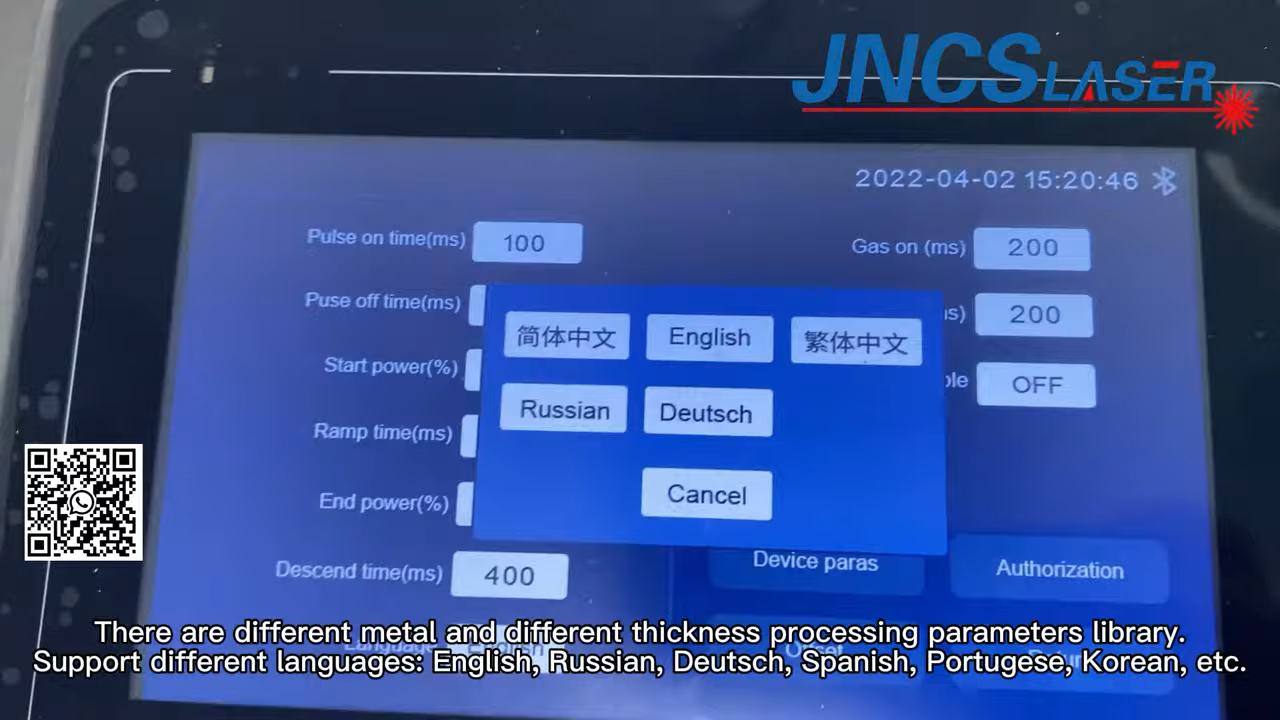 JNCS LASER
2022-04-02 15:20:46
Pulse on time(ms) 100
Gas on (ms) 200
Puse off time(ms)
s) 200
Start power(%)
OFF
Ramp time(ms)
End power(%)
Descend time(ms) 400
简体中文 English 繁体中文
Russian Deutsch
Cancel
Device paras Authorization
Language
Offset
There are different metal and different thickness processing parameters library.
Support different languages: English, Russian, Deutsch, Spanish, Portugese, Korean, etc.